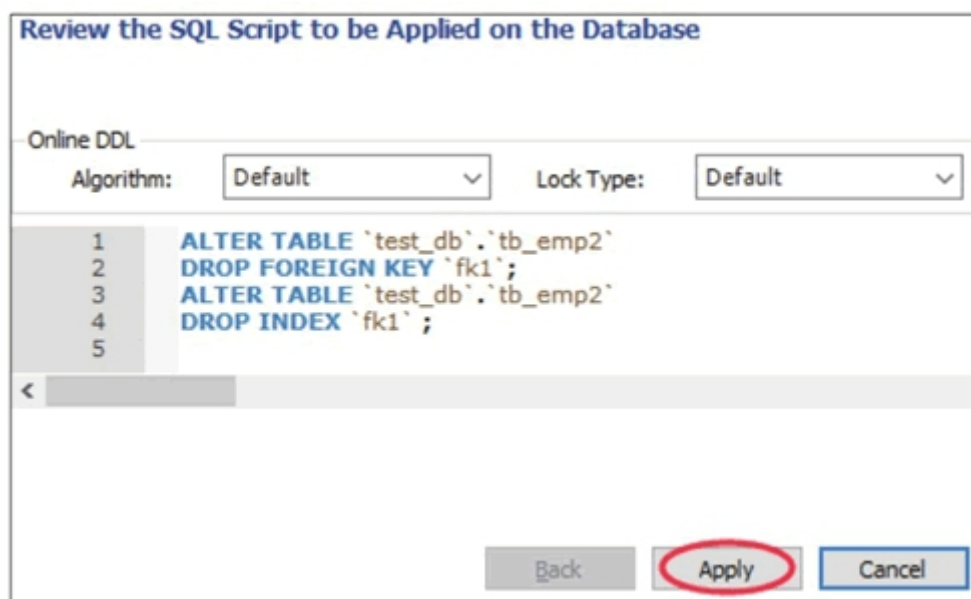 Review the SQL Script to be Applied on the Database
Online DDL
Algorithm: Default Lock Type: Default
1 ALTER TABLE `test_db`.`tb_emp2`
2 DROP FOREIGN KEY `fk1`;
3 ALTER TABLE `test_db`.`tb_emp2`
4 DROP INDEX `fk1` ;
5
Back Apply Cancel